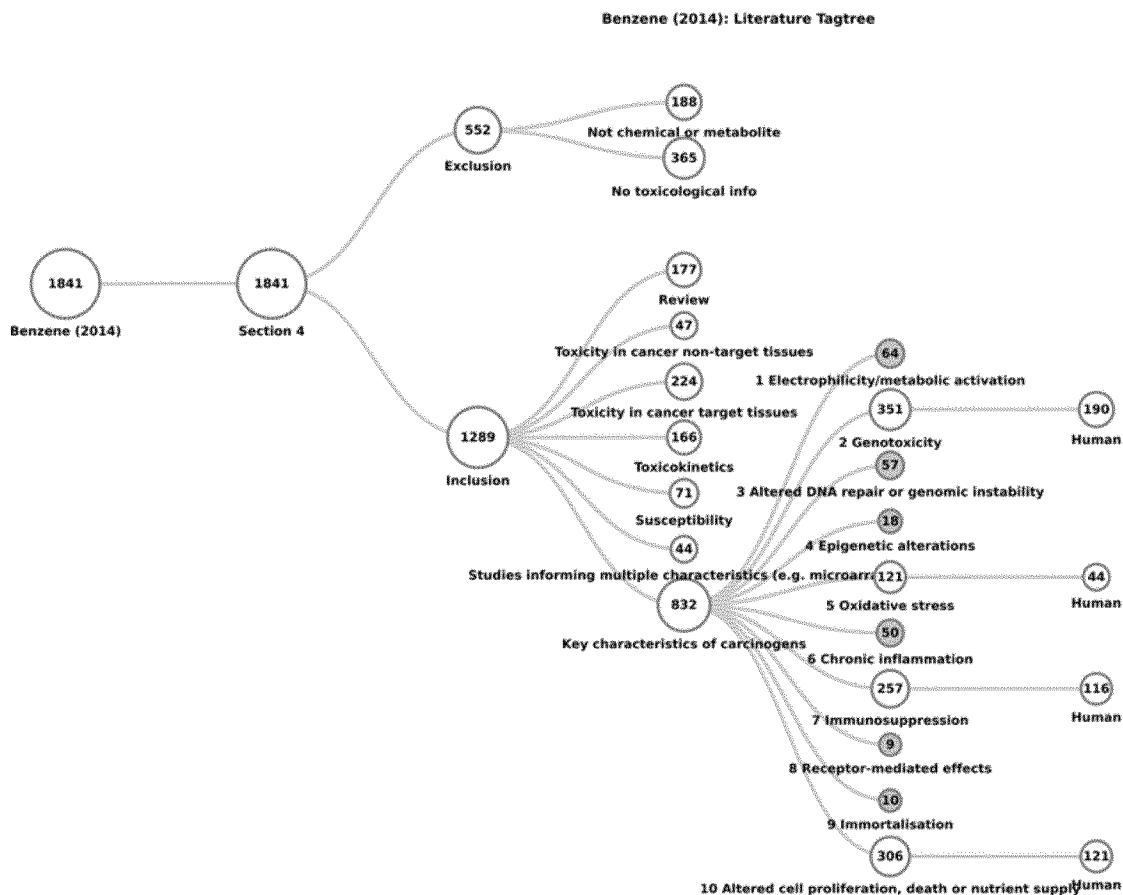 Benzene (2014): Literature Tagtree
188
Not chemical or metabolite
552
Exclusion
365
No toxicological info
1841
Benzene (2014)
1841
Section 4
177
Review
47
Toxicity in cancer non-target tissues
224
Toxicity in cancer target tissues
1289
Inclusion
166
Toxicokinetics
71
Susceptibility
44
Studies informing multiple characteristics (e.g. microarra
832
Key characteristics of carcinogens
64
1 Electrophilicity/metabolic activation
351
2 Genotoxicity
190
Human
57
3 Altered DNA repair or genomic instability
18
4 Epigenetic alterations
121
5 Oxidative stress
44
Human
50
6 Chronic inflammation
257
7 Immunosuppression
116
Human
9
8 Receptor-mediated effects
10
9 Immortalisation
306
10 Altered cell proliferation, death or nutrient supply
121
Human